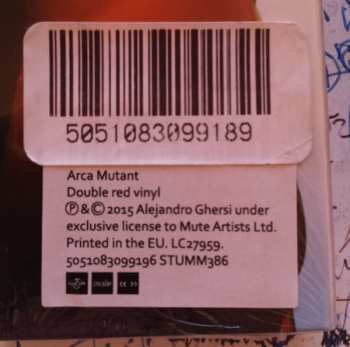 5051083099189
Arca Mutant
Double red vinyl
℗ & © 2015 Alejandro Ghersi under
exclusive license to Mute Artists Ltd.
Printed in the EU. LC27959.
5051083099196 STUMM386